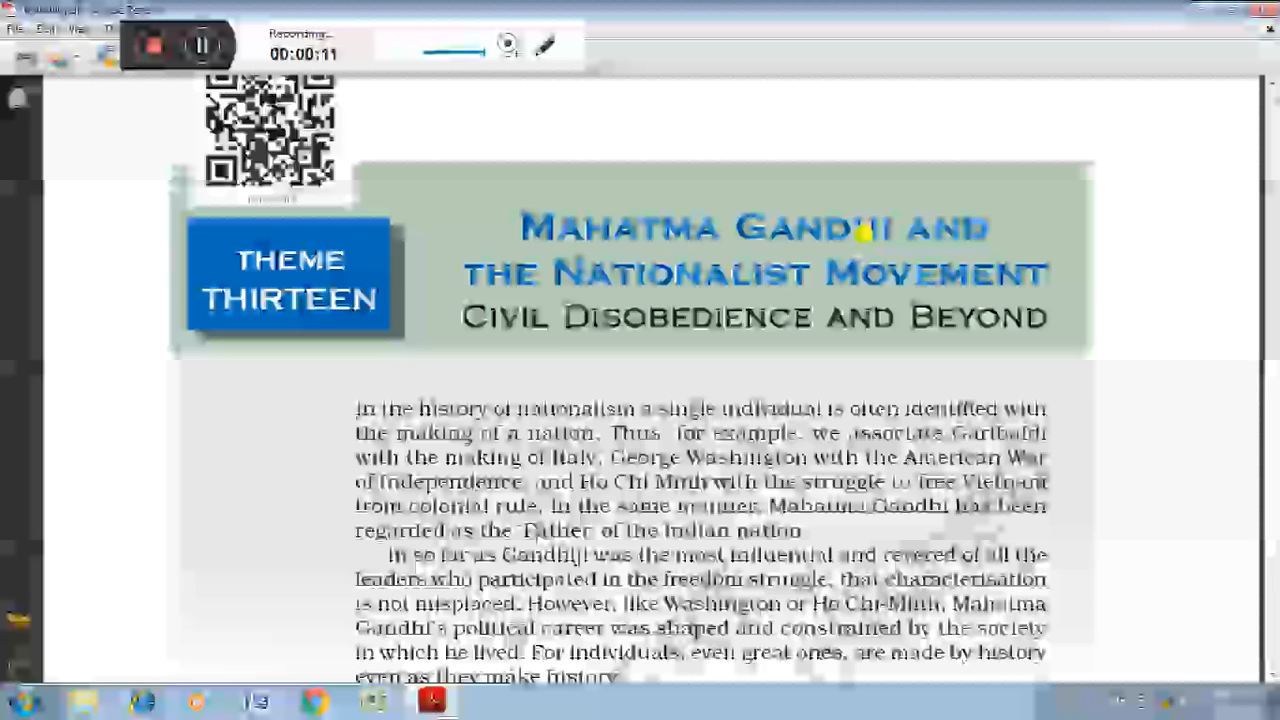 Recording...
00:00:11
THEME
THIRTEEN
MAHATMA GANDHI AND
THE NATIONALIST MOVEMENT
CIVIL DISOBEDIENCE AND BEYOND
In the history of nationalism a single individual is often identified with
the making of a nation. Thus, for example, we associate Garibaldi
with the making of Italy, George Washington with the American War
of Independence, and Ho Chi Minh with the struggle to free Vietnam
from colonial rule. In the same manner, Mahatma Gandhi has been
regarded as the 'Father' of the Indian nation.
In so far as Gandhiji was the most influential and revered of all the
leaders who participated in the freedom struggle, that characterisation
is not misplaced. However, like Washington or Ho Chi-Minh, Mahatma
Gandhi's political career was shaped and constrained by the society
in which he lived. For individuals, even great ones, are made by history
even as they make history.